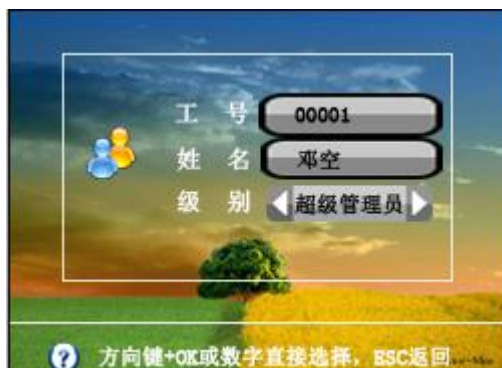 工 号 00001
姓 名 邓空
级 别 超级管理员
方向键+OK或数字直接选择，ESC返回